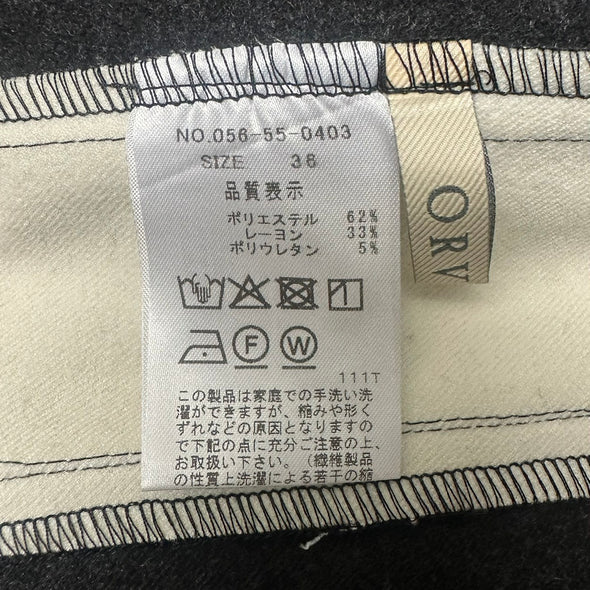 NO.056-55-0403
SIZE 36
品質表示
ポリエステル 62%
レーヨン 33%
ポリウレタン 5%
F W
111T
この製品は家庭での手洗い洗
濯ができますが、縮みや形く
ずれなどの原因となりますの
で下記の点に充分ご注意の上、
お取扱い下さい。（繊維製品
の性質上洗濯による若干の縮
ORV